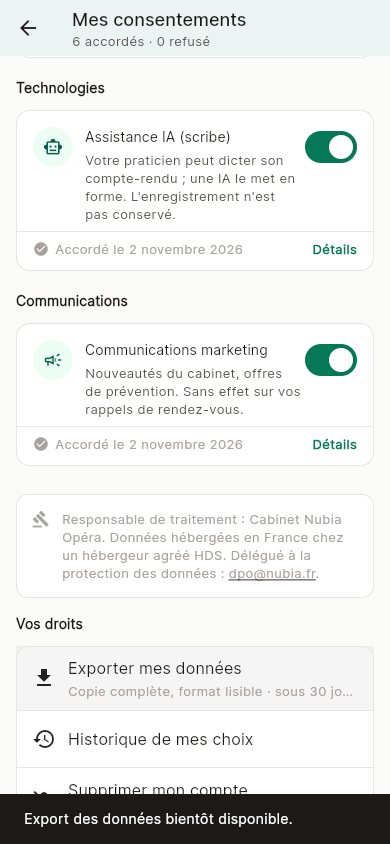 Mes consentements
6 accordés · 0 refusé
Technologies
Assistance IA (scribe)
Votre praticien peut dicter son
compte-rendu ; une IA le met en
forme. L'enregistrement n'est
pas conservé.
Accordé le 2 novembre 2026
Détails
Communications
Communications marketing
Nouveautés du cabinet, offres
de prévention. Sans effet sur vos
rappels de rendez-vous.
Accordé le 2 novembre 2026
Détails
Responsable de traitement : Cabinet Nubia
Opéra. Données hébergées en France chez
un hébergeur agréé HDS. Délégué à la
protection des données : dpo@nubia.fr.
Vos droits
Exporter mes données
Copie complète, format lisible · sous 30 jo...
Historique de mes choix
Supprimer mon compte
Export des données bientôt disponible.